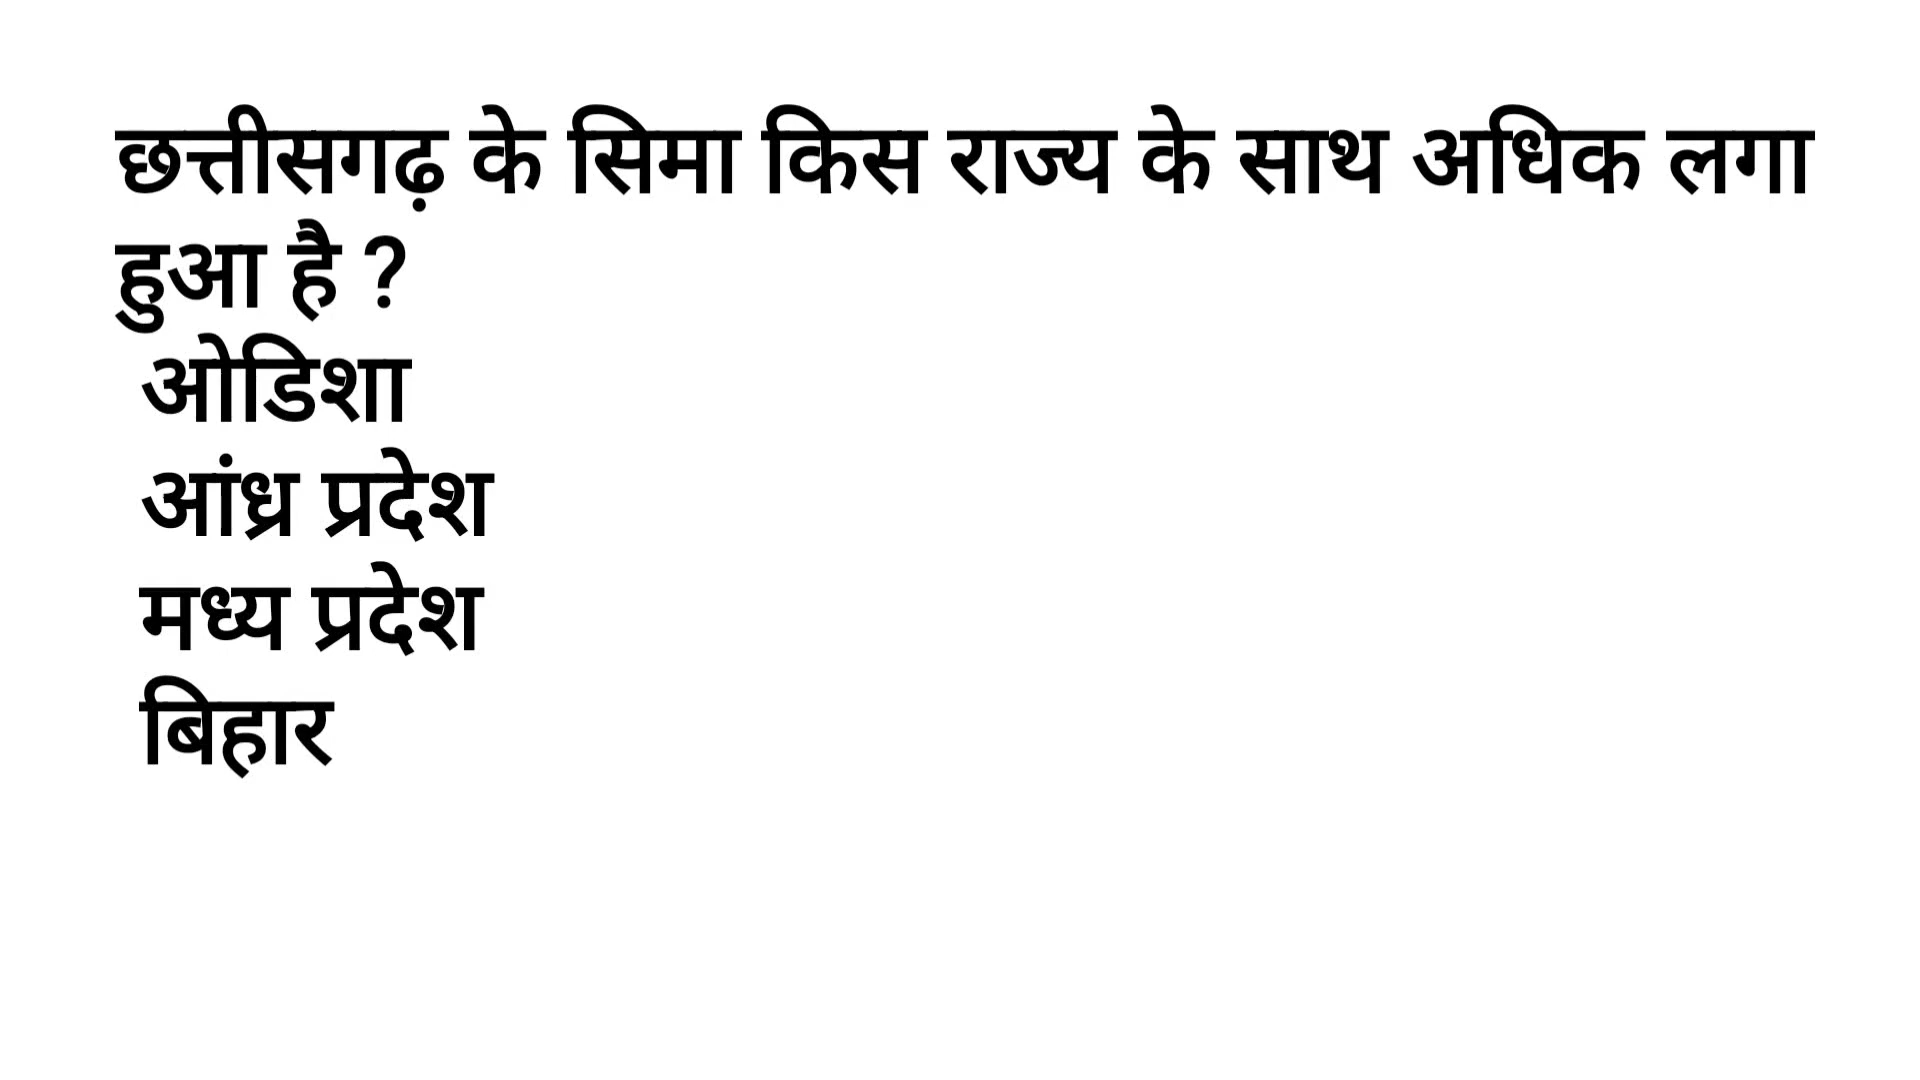 छत्तीसगढ़ के सिमा किस राज्य के साथ अधिक लगा
हुआ है ?
ओडिशा
आंध्र प्रदेश
मध्य प्रदेश
बिहार